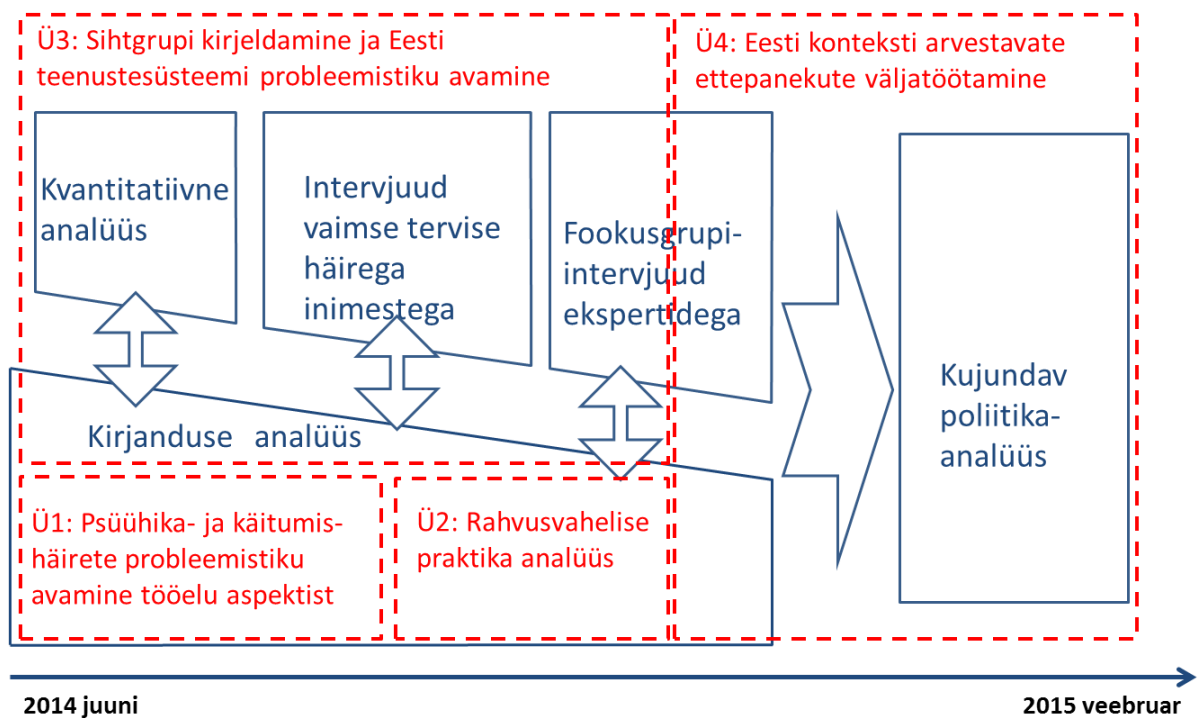 Ü3: Sihtgrupi kirjeldamine ja Eesti
teenustesüsteemi probleemistiku avamine
Ü4: Eesti konteksti arvestavate
ettepanekute väljatöötamine
Kvantitatiivne
analüüs
Intervjuud
vaimse tervise
häirega
inimestega
Fookusgrupi-
intervjuud
ekspertidega
Kujundav
poliitika-
analüüs
Kirjanduse analüüs
Ü1: Psüühika- ja käitumis-
häirete probleemistiku
avamine tööelu aspektist
Ü2: Rahvusvahelise
praktika analüüs
2014 juuni
2015 veebruar